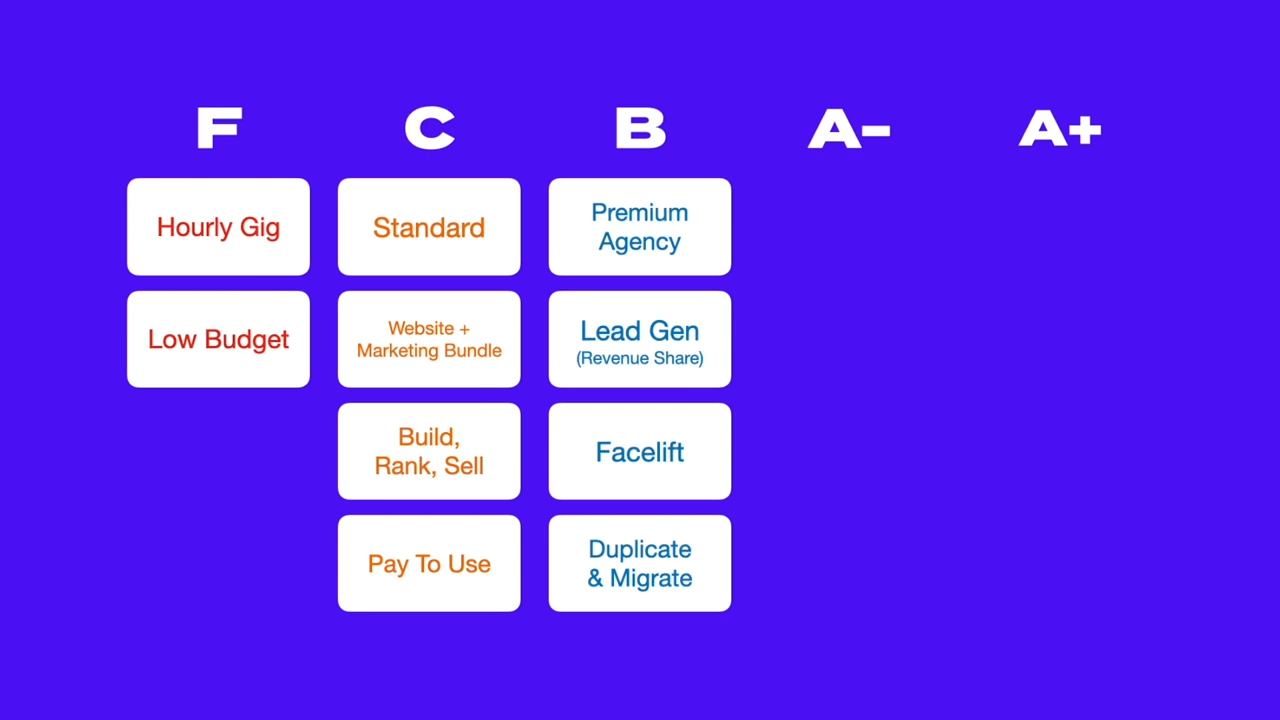 F
C
B
A-
A+
Hourly Gig
Low Budget
Standard
Website +
Marketing Bundle
Build,
Rank, Sell
Pay To Use
Premium
Agency
Lead Gen
(Revenue Share)
Facelift
Duplicate
& Migrate